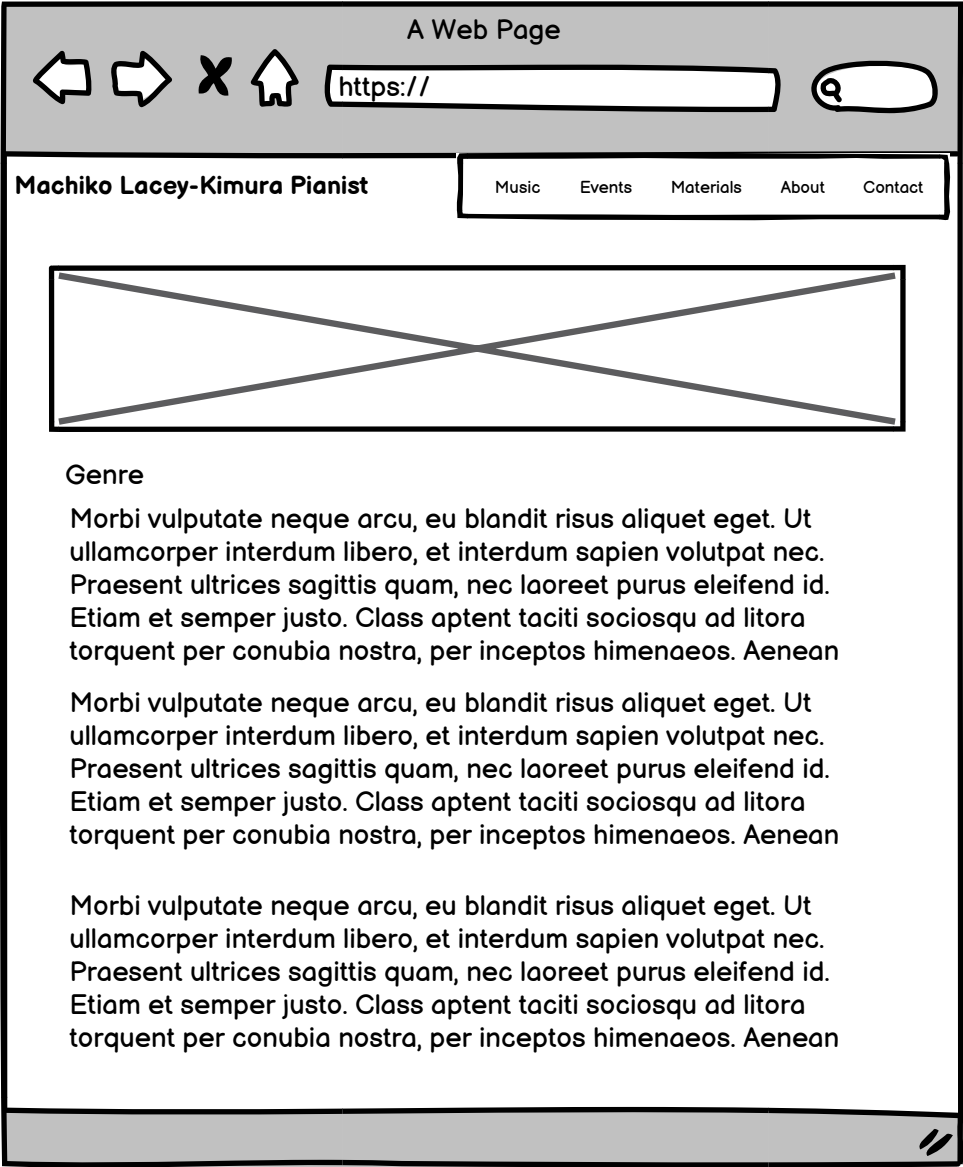 A Web Page
https://
Machiko Lacey-Kimura Pianist
Music Events Materials About Contact
Genre
Morbi vulputate neque arcu, eu blandit risus aliquet eget. Ut
ullamcorper interdum libero, et interdum sapien volutpat nec.
Praesent ultrices sagittis quam, nec laoreet purus eleifend id.
Etiam et semper justo. Class aptent taciti sociosqu ad litora
torquent per conubia nostra, per inceptos himenaeos. Aenean
Morbi vulputate neque arcu, eu blandit risus aliquet eget. Ut
ullamcorper interdum libero, et interdum sapien volutpat nec.
Praesent ultrices sagittis quam, nec laoreet purus eleifend id.
Etiam et semper justo. Class aptent taciti sociosqu ad litora
torquent per conubia nostra, per inceptos himenaeos. Aenean
Morbi vulputate neque arcu, eu blandit risus aliquet eget. Ut
ullamcorper interdum libero, et interdum sapien volutpat nec.
Praesent ultrices sagittis quam, nec laoreet purus eleifend id.
Etiam et semper justo. Class aptent taciti sociosqu ad litora
torquent per conubia nostra, per inceptos himenaeos. Aenean